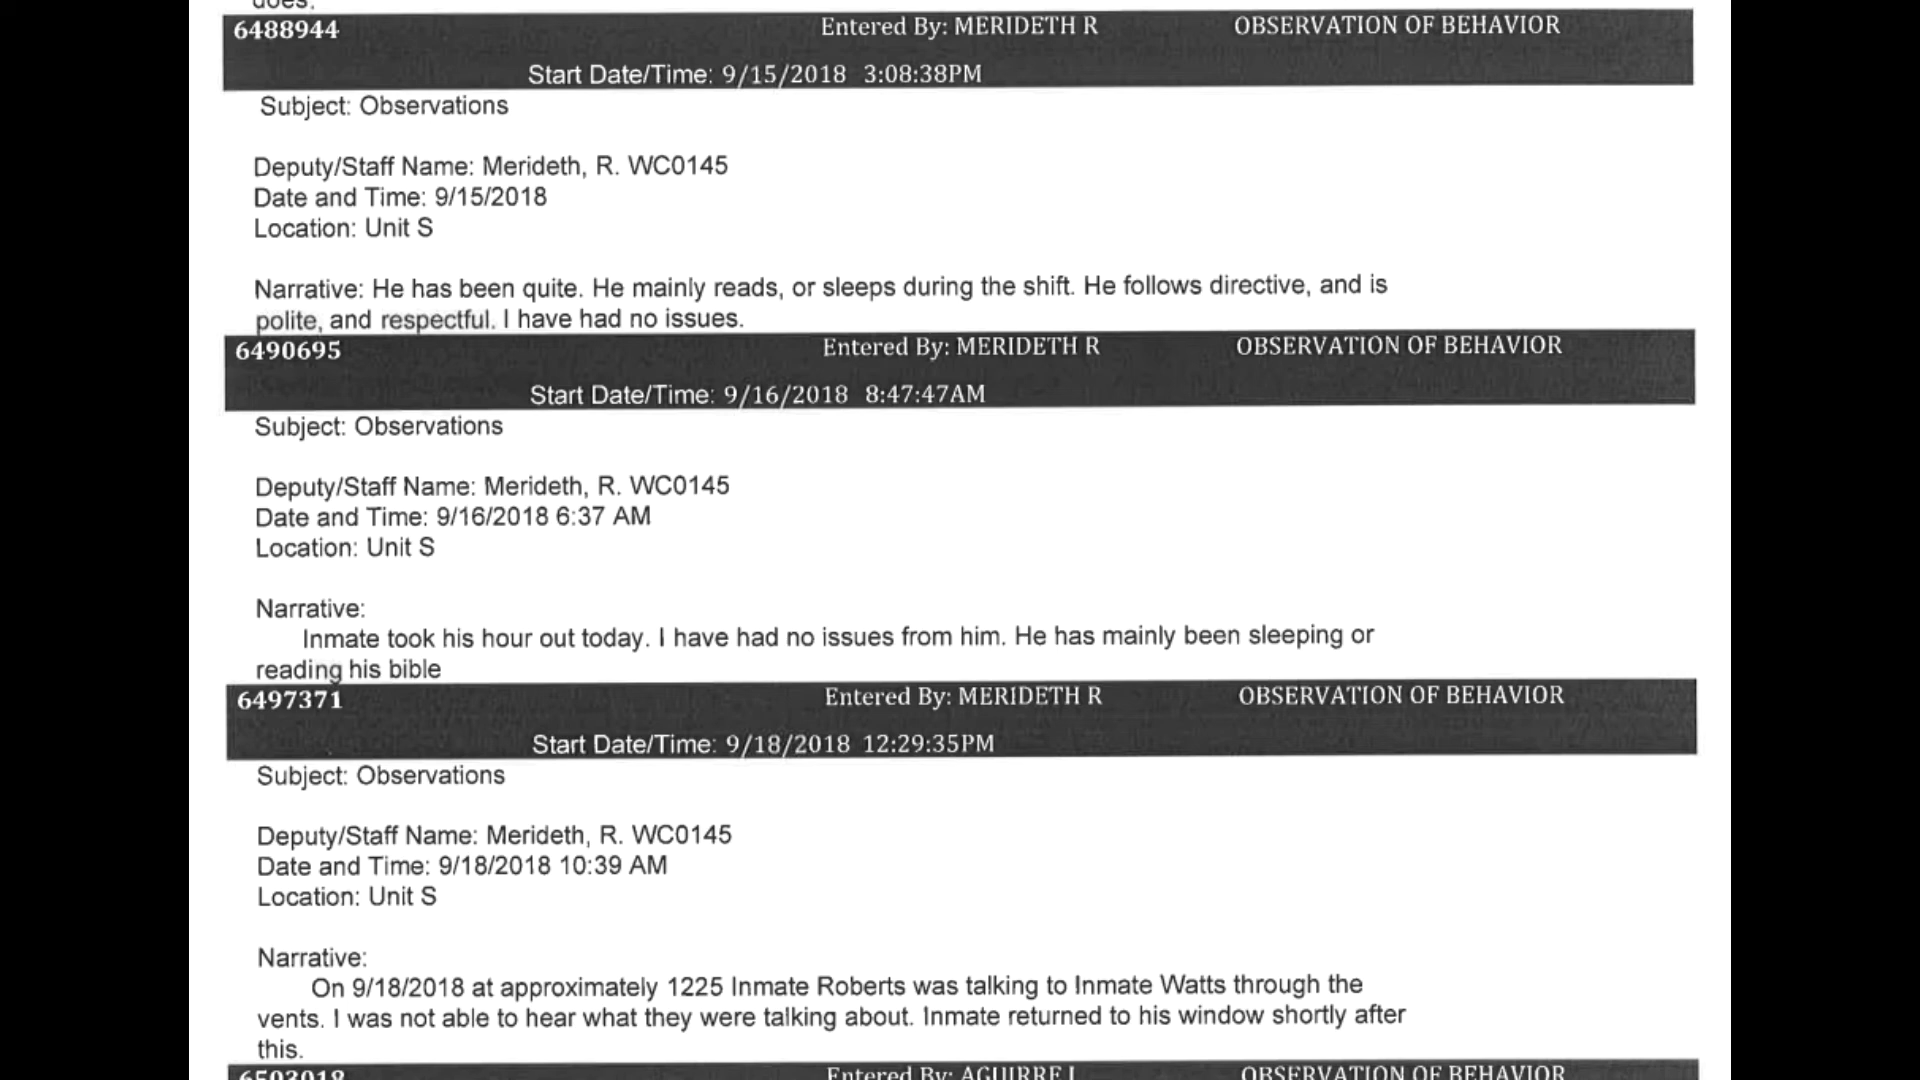 does.
6488944 Entered By: MERIDETH R OBSERVATION OF BEHAVIOR
Start Date/Time: 9/15/2018 3:08:38PM
Subject: Observations
Deputy/Staff Name: Merideth, R. WC0145
Date and Time: 9/15/2018
Location: Unit S
Narrative: He has been quite. He mainly reads, or sleeps during the shift. He follows directive, and is
polite, and respectful. I have had no issues.
6490695 Entered By: MERIDETH R OBSERVATION OF BEHAVIOR
Start Date/Time: 9/16/2018 8:47:47AM
Subject: Observations
Deputy/Staff Name: Merideth, R. WC0145
Date and Time: 9/16/2018 6:37 AM
Location: Unit S
Narrative:
Inmate took his hour out today. I have had no issues from him. He has mainly been sleeping or
reading his bible
6497371 Entered By: MERIDETH R OBSERVATION OF BEHAVIOR
Start Date/Time: 9/18/2018 12:29:35PM
Subject: Observations
Deputy/Staff Name: Merideth, R. WC0145
Date and Time: 9/18/2018 10:39 AM
Location: Unit S
Narrative:
On 9/18/2018 at approximately 1225 Inmate Roberts was talking to Inmate Watts through the
vents. I was not able to hear what they were talking about. Inmate returned to his window shortly after
this.
6503018 Entered By: AGUIRRE OBSERVATION OF BEHAVIOR